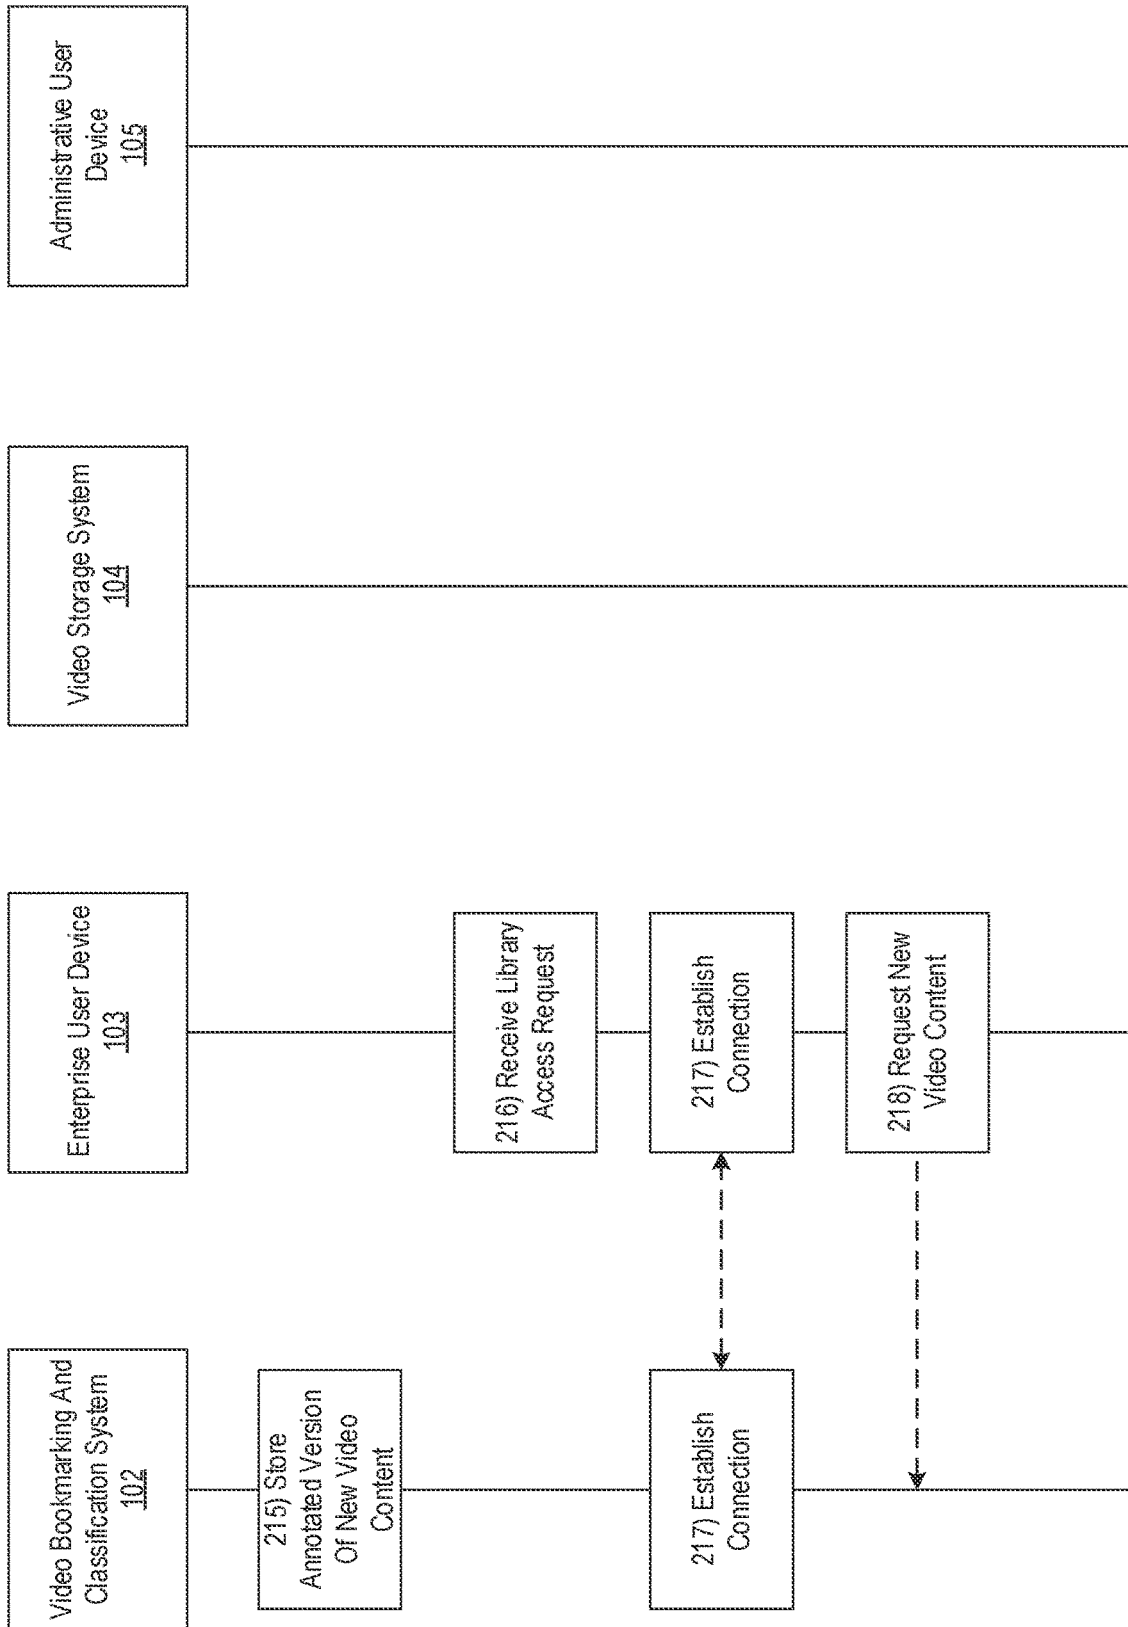 Video Bookmarking And
Classification System
102
Enterprise User Device
103
Video Storage System
104
Administrative User
Device
105
215) Store
Annotated Version
Of New Video
Content
216) Receive Library
Access Request
217) Establish
Connection
217) Establish
Connection
218) Request New
Video Content